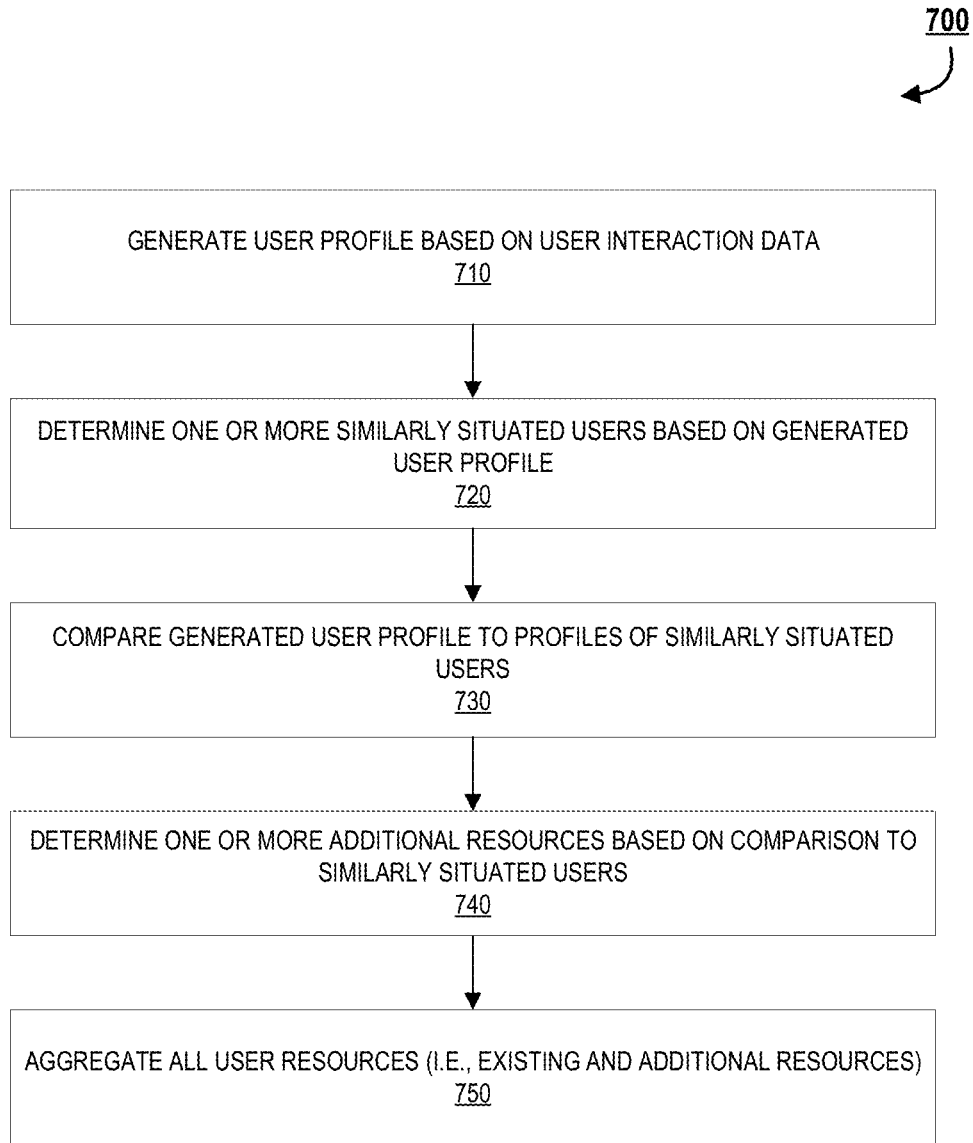 700
GENERATE USER PROFILE BASED ON USER INTERACTION DATA
710
DETERMINE ONE OR MORE SIMILARLY SITUATED USERS BASED ON GENERATED
USER PROFILE
720
COMPARE GENERATED USER PROFILE TO PROFILES OF SIMILARLY SITUATED
USERS
730
DETERMINE ONE OR MORE ADDITIONAL RESOURCES BASED ON COMPARISON TO
SIMILARLY SITUATED USERS
740
AGGREGATE ALL USER RESOURCES (I.E., EXISTING AND ADDITIONAL RESOURCES)
750